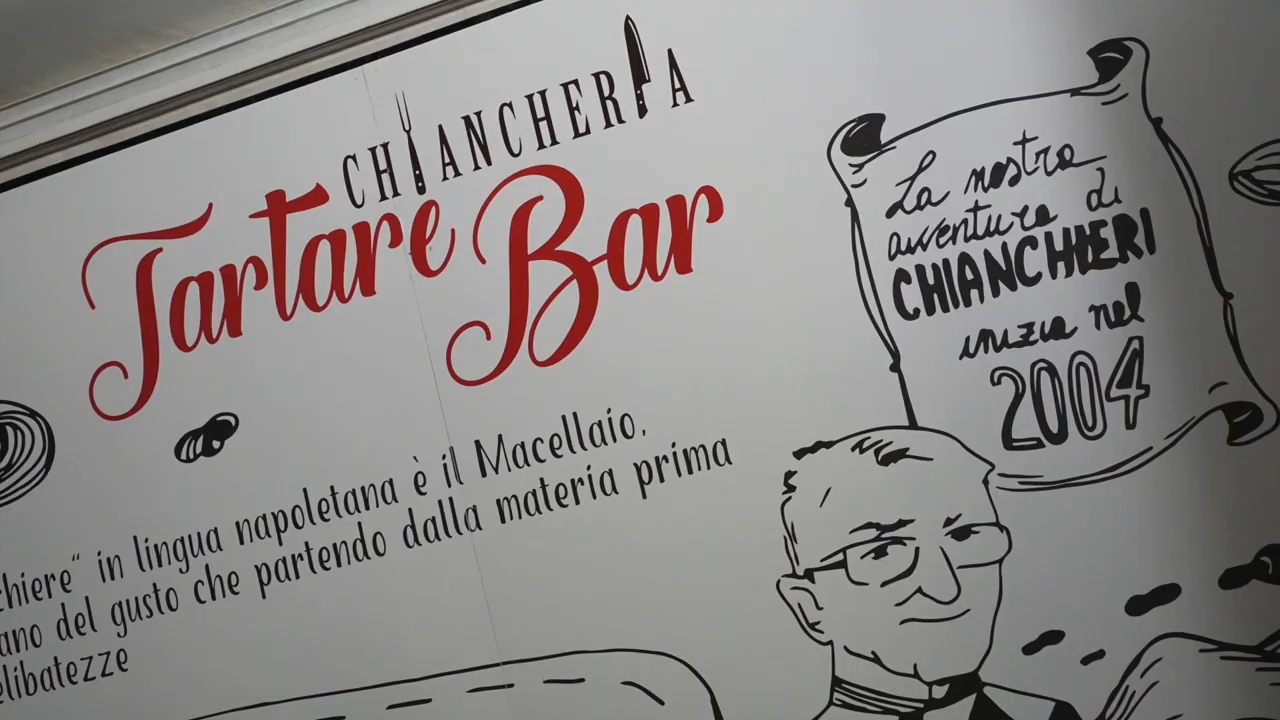 CHIANCHERIA
Tartare Bar
chiere" in lingua napoletana è il Macellaio,
ano del gusto che partendo dalla materia prima
elibatezze
La nostra
avventura di
CHIANCHIERI
inizia nel
2004